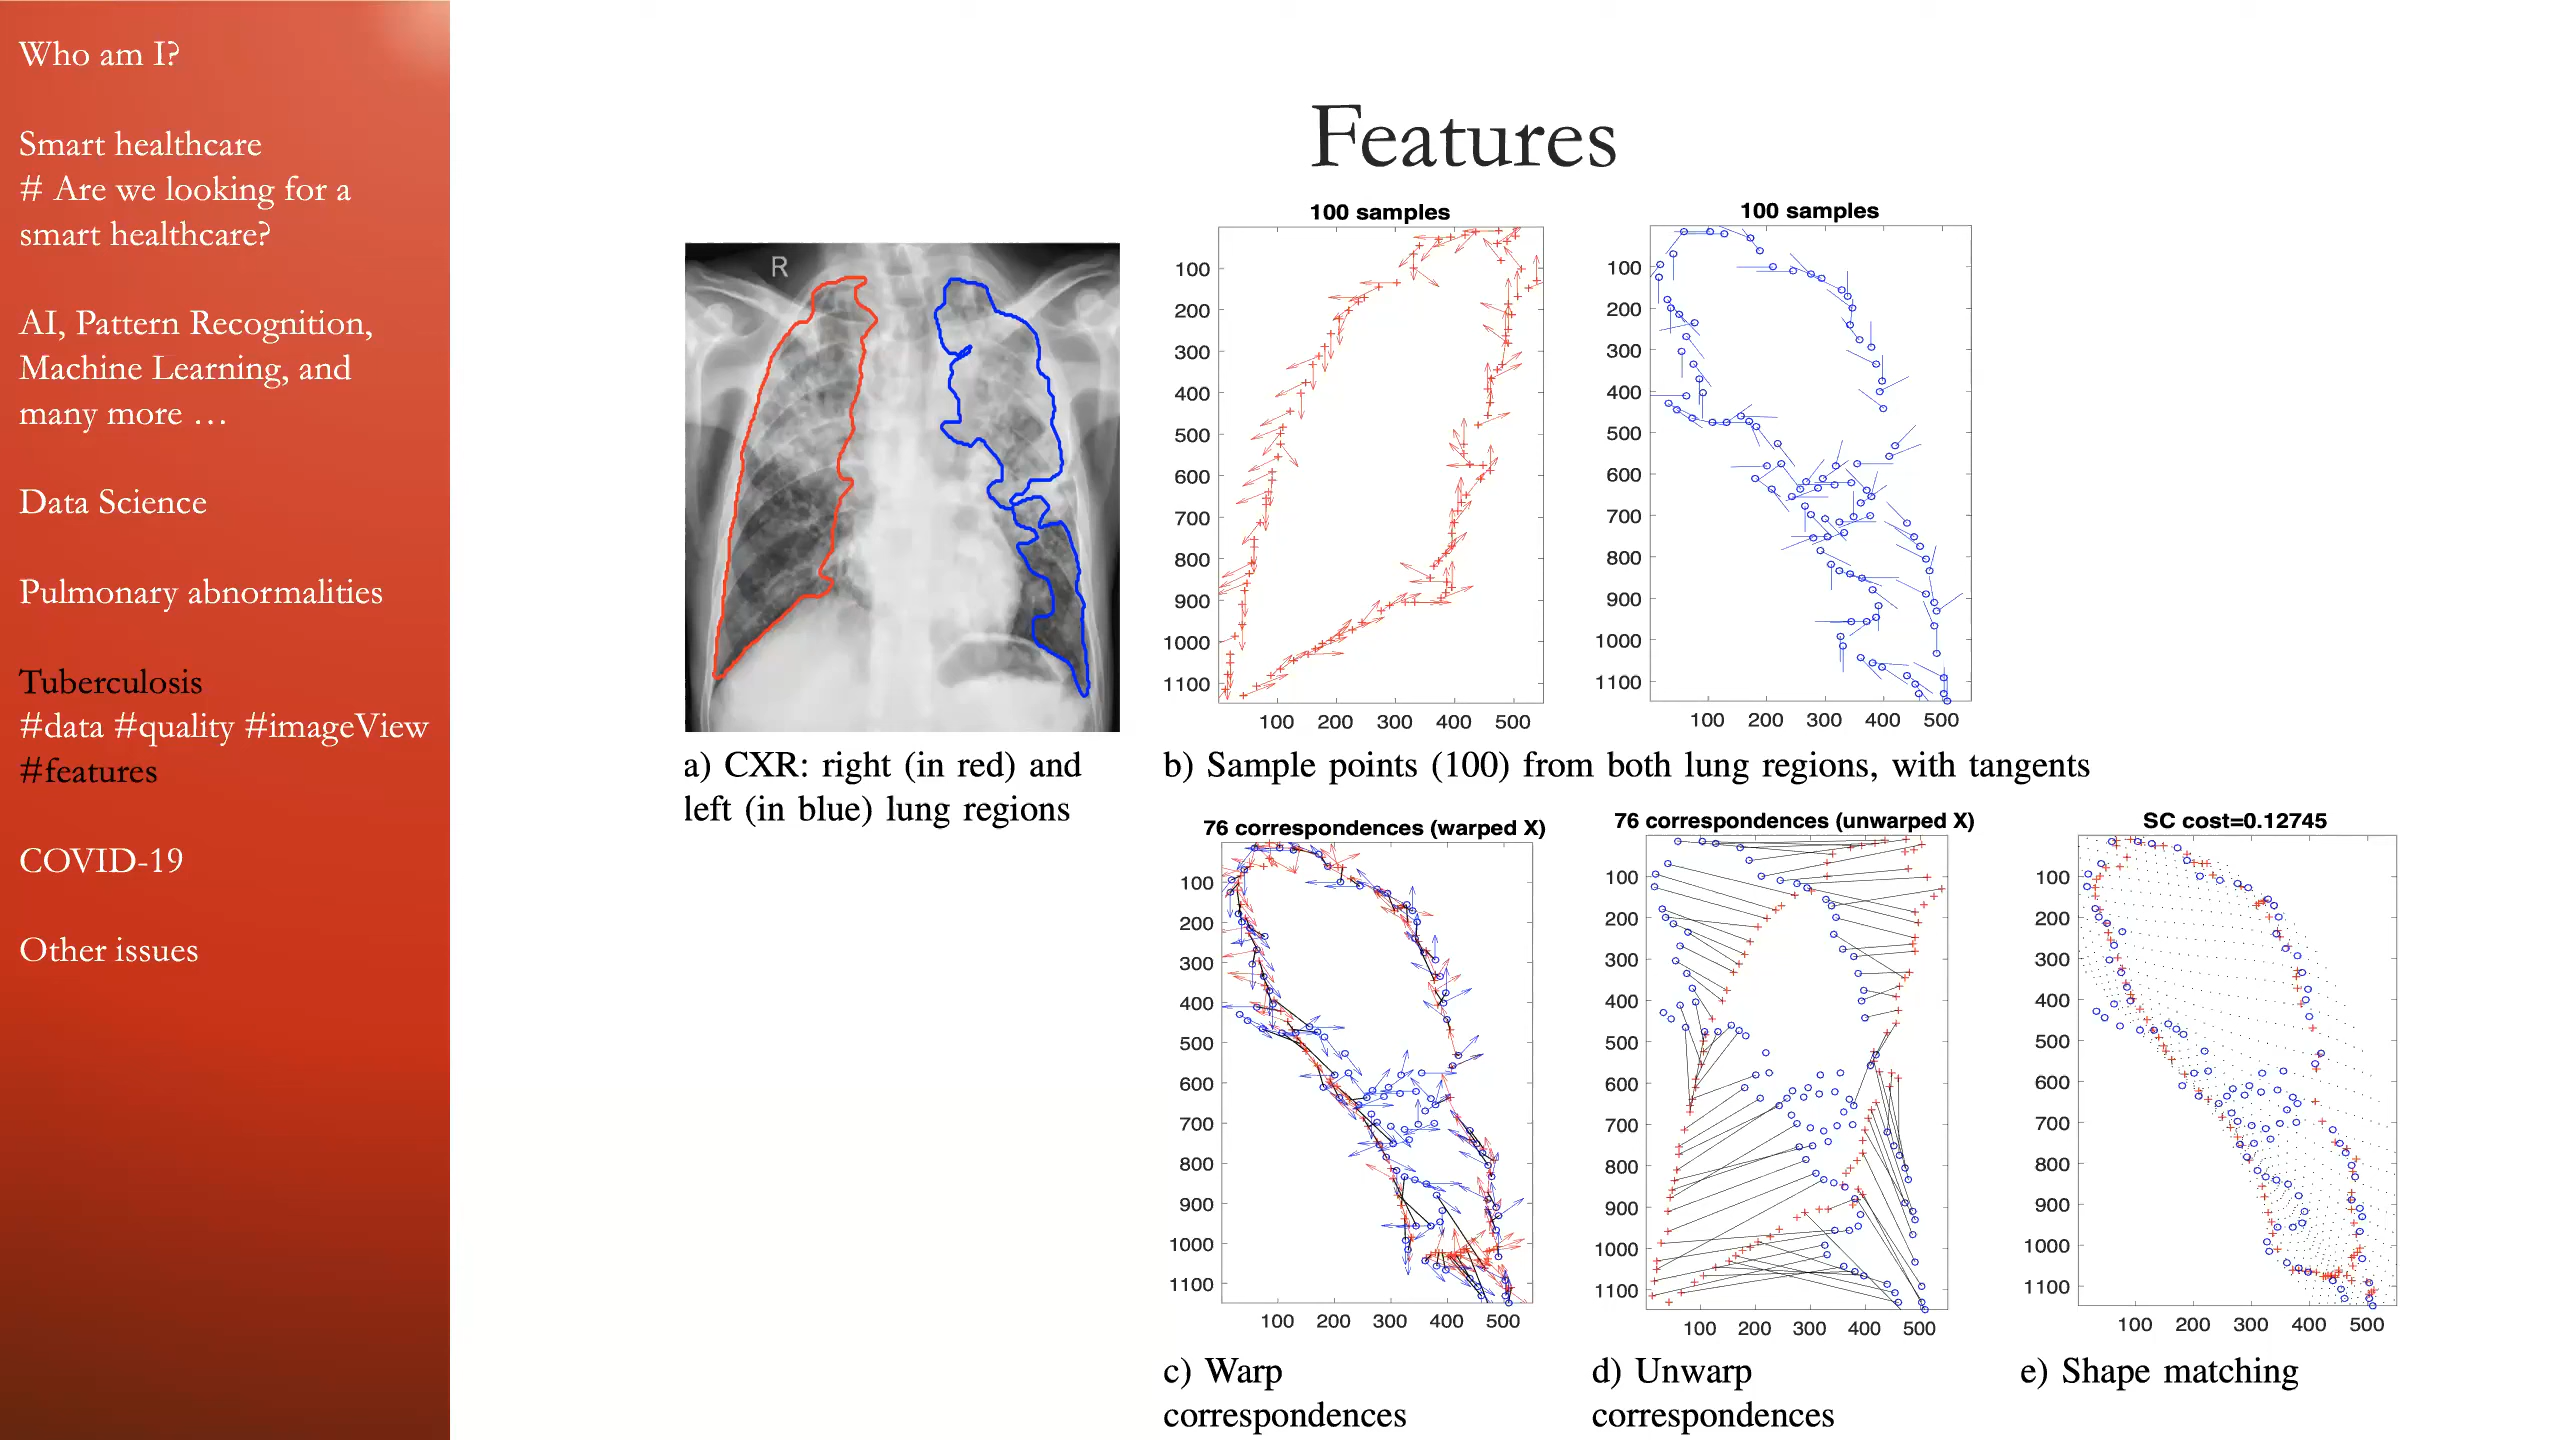 Who am I?
Smart healthcare
# Are we looking for a
smart healthcare?
AI, Pattern Recognition,
Machine Learning, and
many more …
Data Science
Pulmonary abnormalities
Tuberculosis
#data #quality #imageView
#features
COVID-19
Other issues
Features
R
a) CXR: right (in red) and
left (in blue) lung regions
100 samples
100
200
300
400
500
600
700
800
900
1000
1100
100 200 300 400 500
100 samples
100
200
300
400
500
600
700
800
900
1000
1100
100 200 300 400 500
b) Sample points (100) from both lung regions, with tangents
76 correspondences (warped X)
100
200
300
400
500
600
700
800
900
1000
1100
100 200 300 400 500
c) Warp
correspondences
76 correspondences (unwarped X)
100
200
300
400
500
600
700
800
900
1000
1100
100 200 300 400 500
d) Unwarp
correspondences
SC cost=0.12745
100
200
300
400
500
600
700
800
900
1000
1100
100 200 300 400 500
e) Shape matching